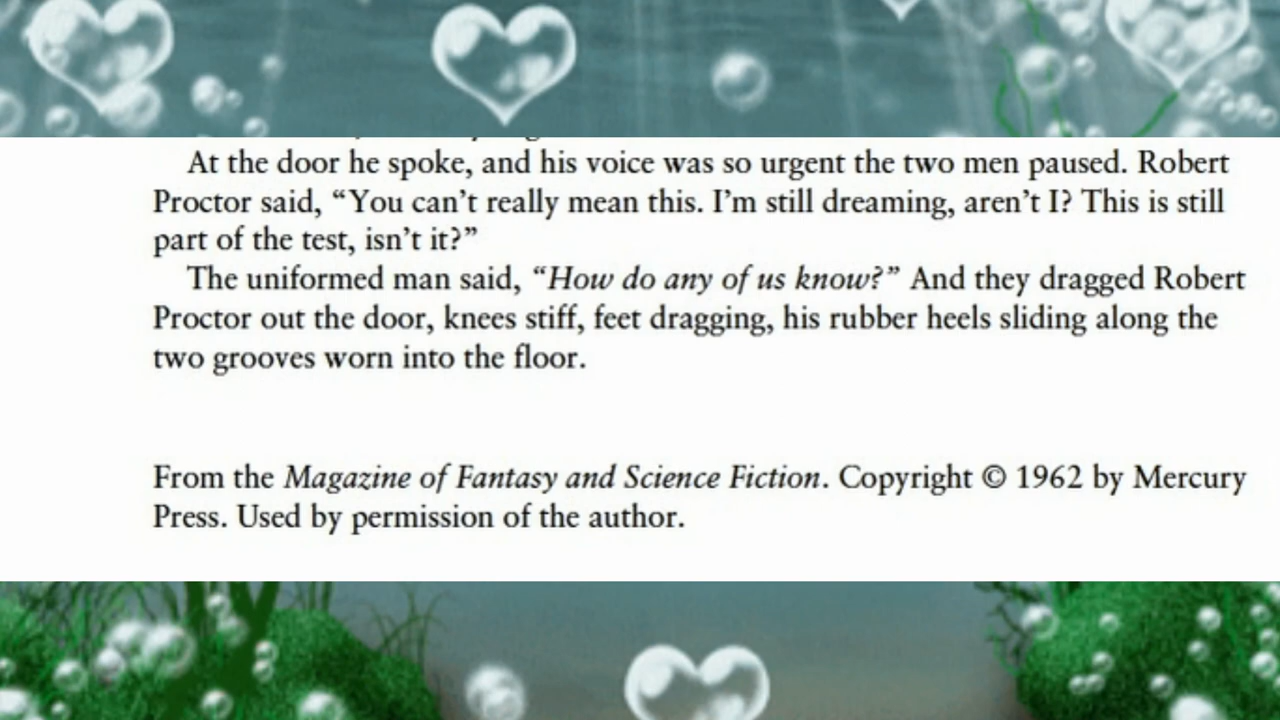 At the door he spoke, and his voice was so urgent the two men paused. Robert
Proctor said, “You can’t really mean this. I’m still dreaming, aren’t I? This is still
part of the test, isn’t it?”
The uniformed man said, “How do any of us know?” And they dragged Robert
Proctor out the door, knees stiff, feet dragging, his rubber heels sliding along the
two grooves worn into the floor.
From the Magazine of Fantasy and Science Fiction. Copyright © 1962 by Mercury
Press. Used by permission of the author.